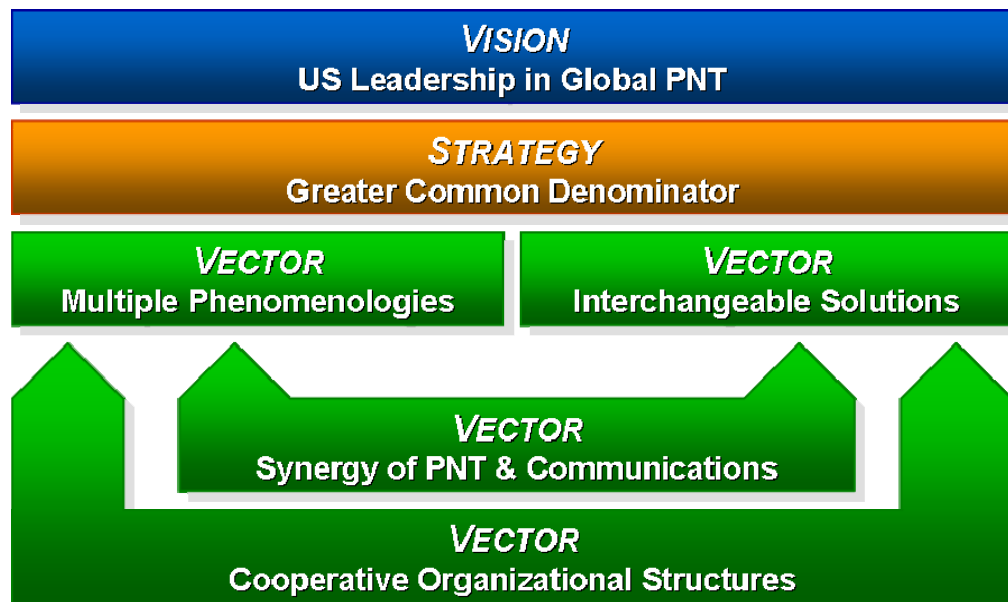 VISION
US Leadership in Global PNT
STRATEGY
Greater Common Denominator
VECTOR
Multiple Phenomenologies
VECTOR
Interchangeable Solutions
VECTOR
Synergy of PNT & Communications
VECTOR
Cooperative Organizational Structures